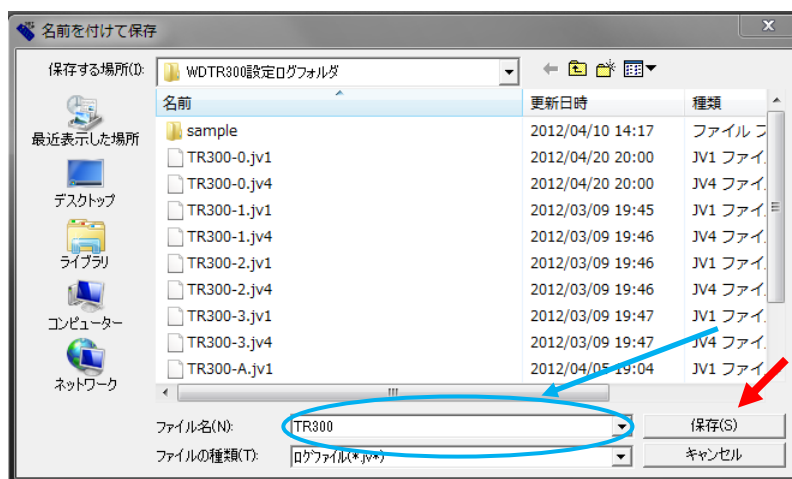 名前を付けて保存
保存する場所(I): WDTR300設定ログフォルダ
名前 更新日時 種類
最近表示した場所
デスクトップ
ライブラリ
コンピューター
ネットワーク
sample 2012/04/10 14:17 ファイル フ
TR300-0.jv1 2012/04/20 20:00 JV1 ファイ
TR300-0.jv4 2012/04/20 20:00 JV4 ファイ
TR300-1.jv1 2012/03/09 19:45 JV1 ファイ
TR300-1.jv4 2012/03/09 19:46 JV4 ファイ
TR300-2.jv1 2012/03/09 19:46 JV1 ファイ
TR300-2.jv4 2012/03/09 19:46 JV4 ファイ
TR300-3.jv1 2012/03/09 19:47 JV1 ファイ
TR300-3.jv4 2012/03/09 19:47 JV4 ファイ
TR300-A.jv1 2012/04/05 19:04 JV1 ファイ
ファイル名(N): TR300 保存(S)
ファイルの種類(T): ログファイル(*.jv*) キャンセル